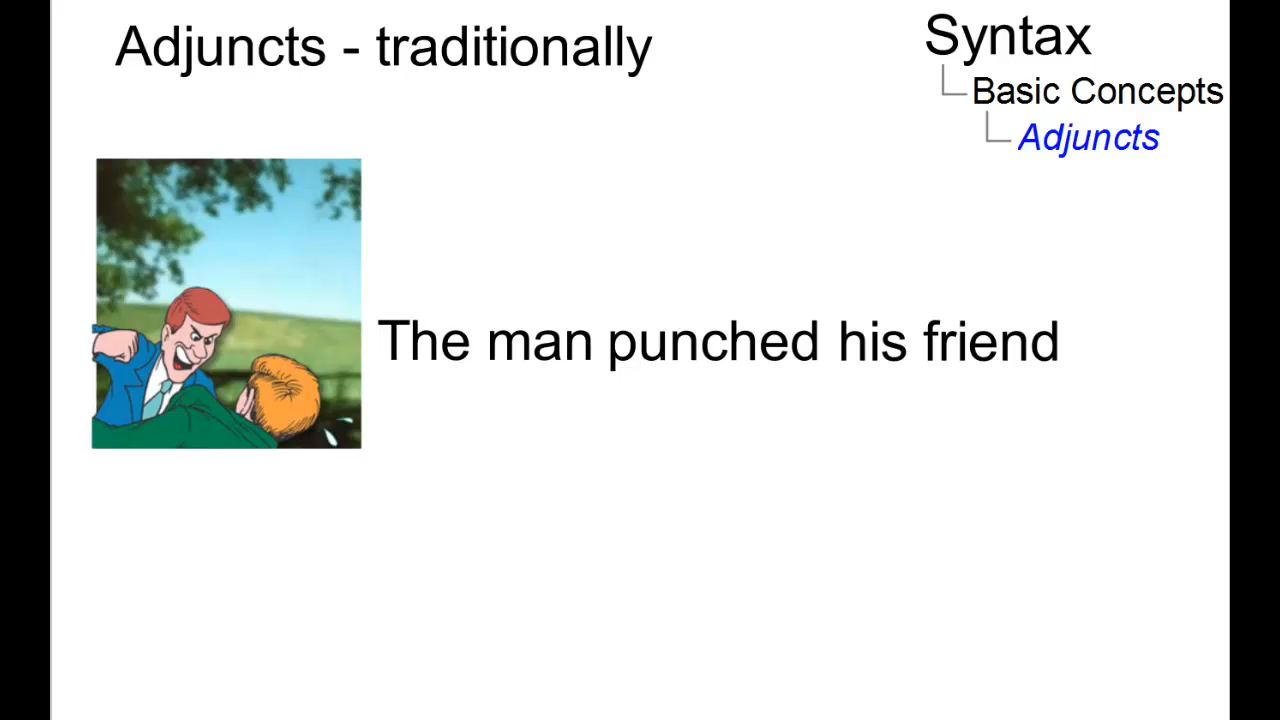 Adjuncts - traditionally
Syntax
Basic Concepts
Adjuncts
The man punched his friend